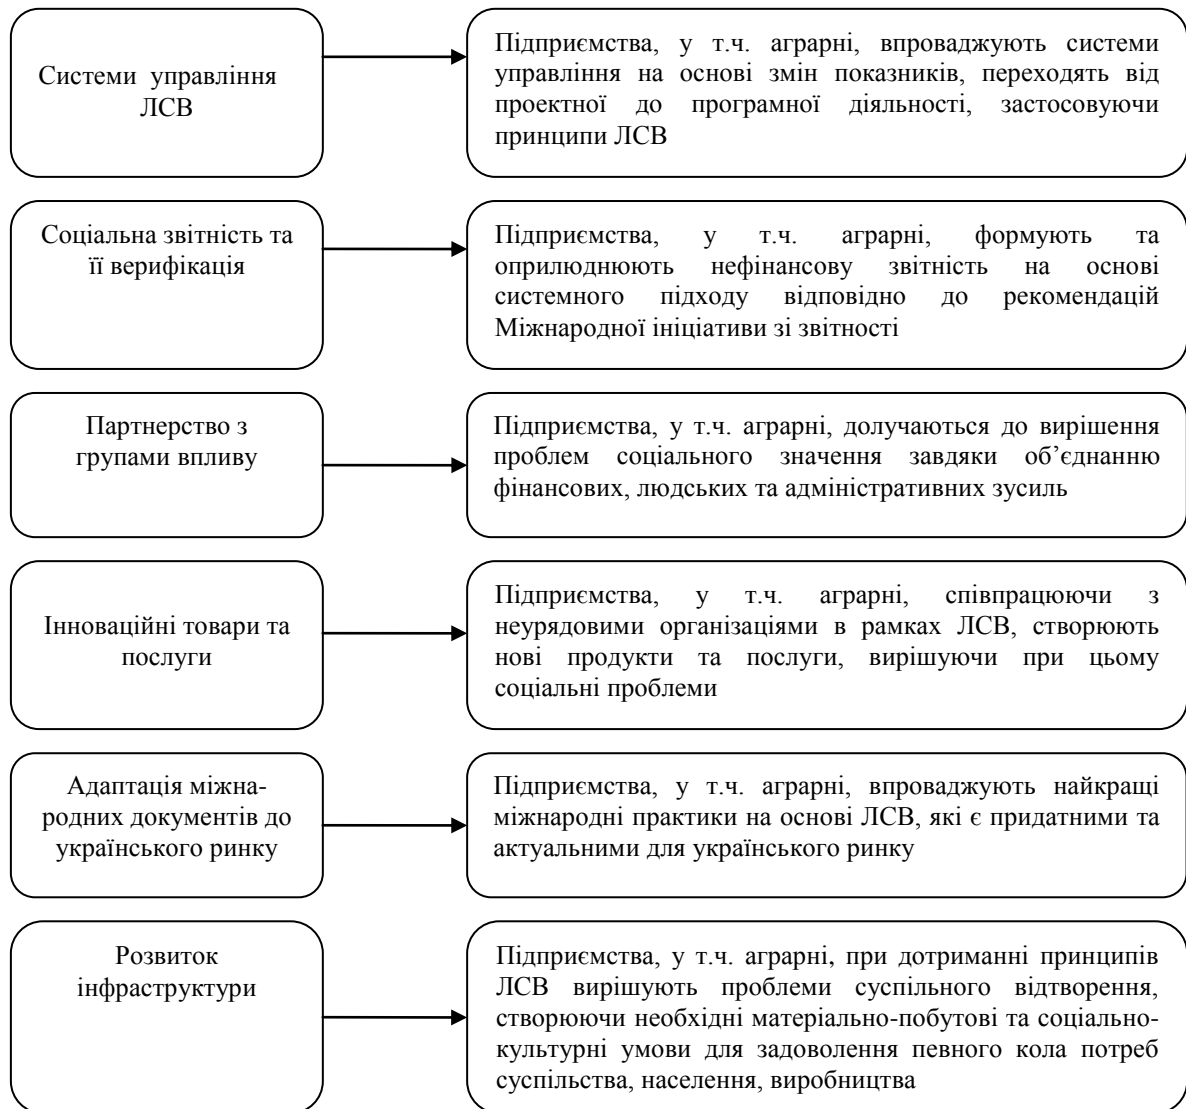 Системи управління
ЛСВ
Підприємства, у т.ч. аграрні, впроваджують системи
управління на основі змін показників, переходять від
проектної до програмної діяльності, застосовуючи
принципи ЛСВ
Соціальна звітність та
її верифікація
Підприємства, у т.ч. аграрні, формують та
оприлюднюють нефінансову звітність на основі
системного підходу відповідно до рекомендацій
Міжнародної ініціативи зі звітності
Партнерство з
групами впливу
Підприємства, у т.ч. аграрні, долучаються до вирішення
проблем соціального значення завдяки об’єднанню
фінансових, людських та адміністративних зусиль
Інноваційні товари та
послуги
Підприємства, у т.ч. аграрні, співпрацюючи з
неурядовими організаціями в рамках ЛСВ, створюють
нові продукти та послуги, вирішуючи при цьому
соціальні проблеми
Адаптація міжна-
родних документів до
українського ринку
Підприємства, у т.ч. аграрні, впроваджують найкращі
міжнародні практики на основі ЛСВ, які є придатними та
актуальними для українського ринку
Розвиток
інфраструктури
Підприємства, у т.ч. аграрні, при дотриманні принципів
ЛСВ вирішують проблеми суспільного відтворення,
створюючи необхідні матеріально-побутові та соціально-
культурні умови для задоволення певного кола потреб
суспільства, населення, виробництва